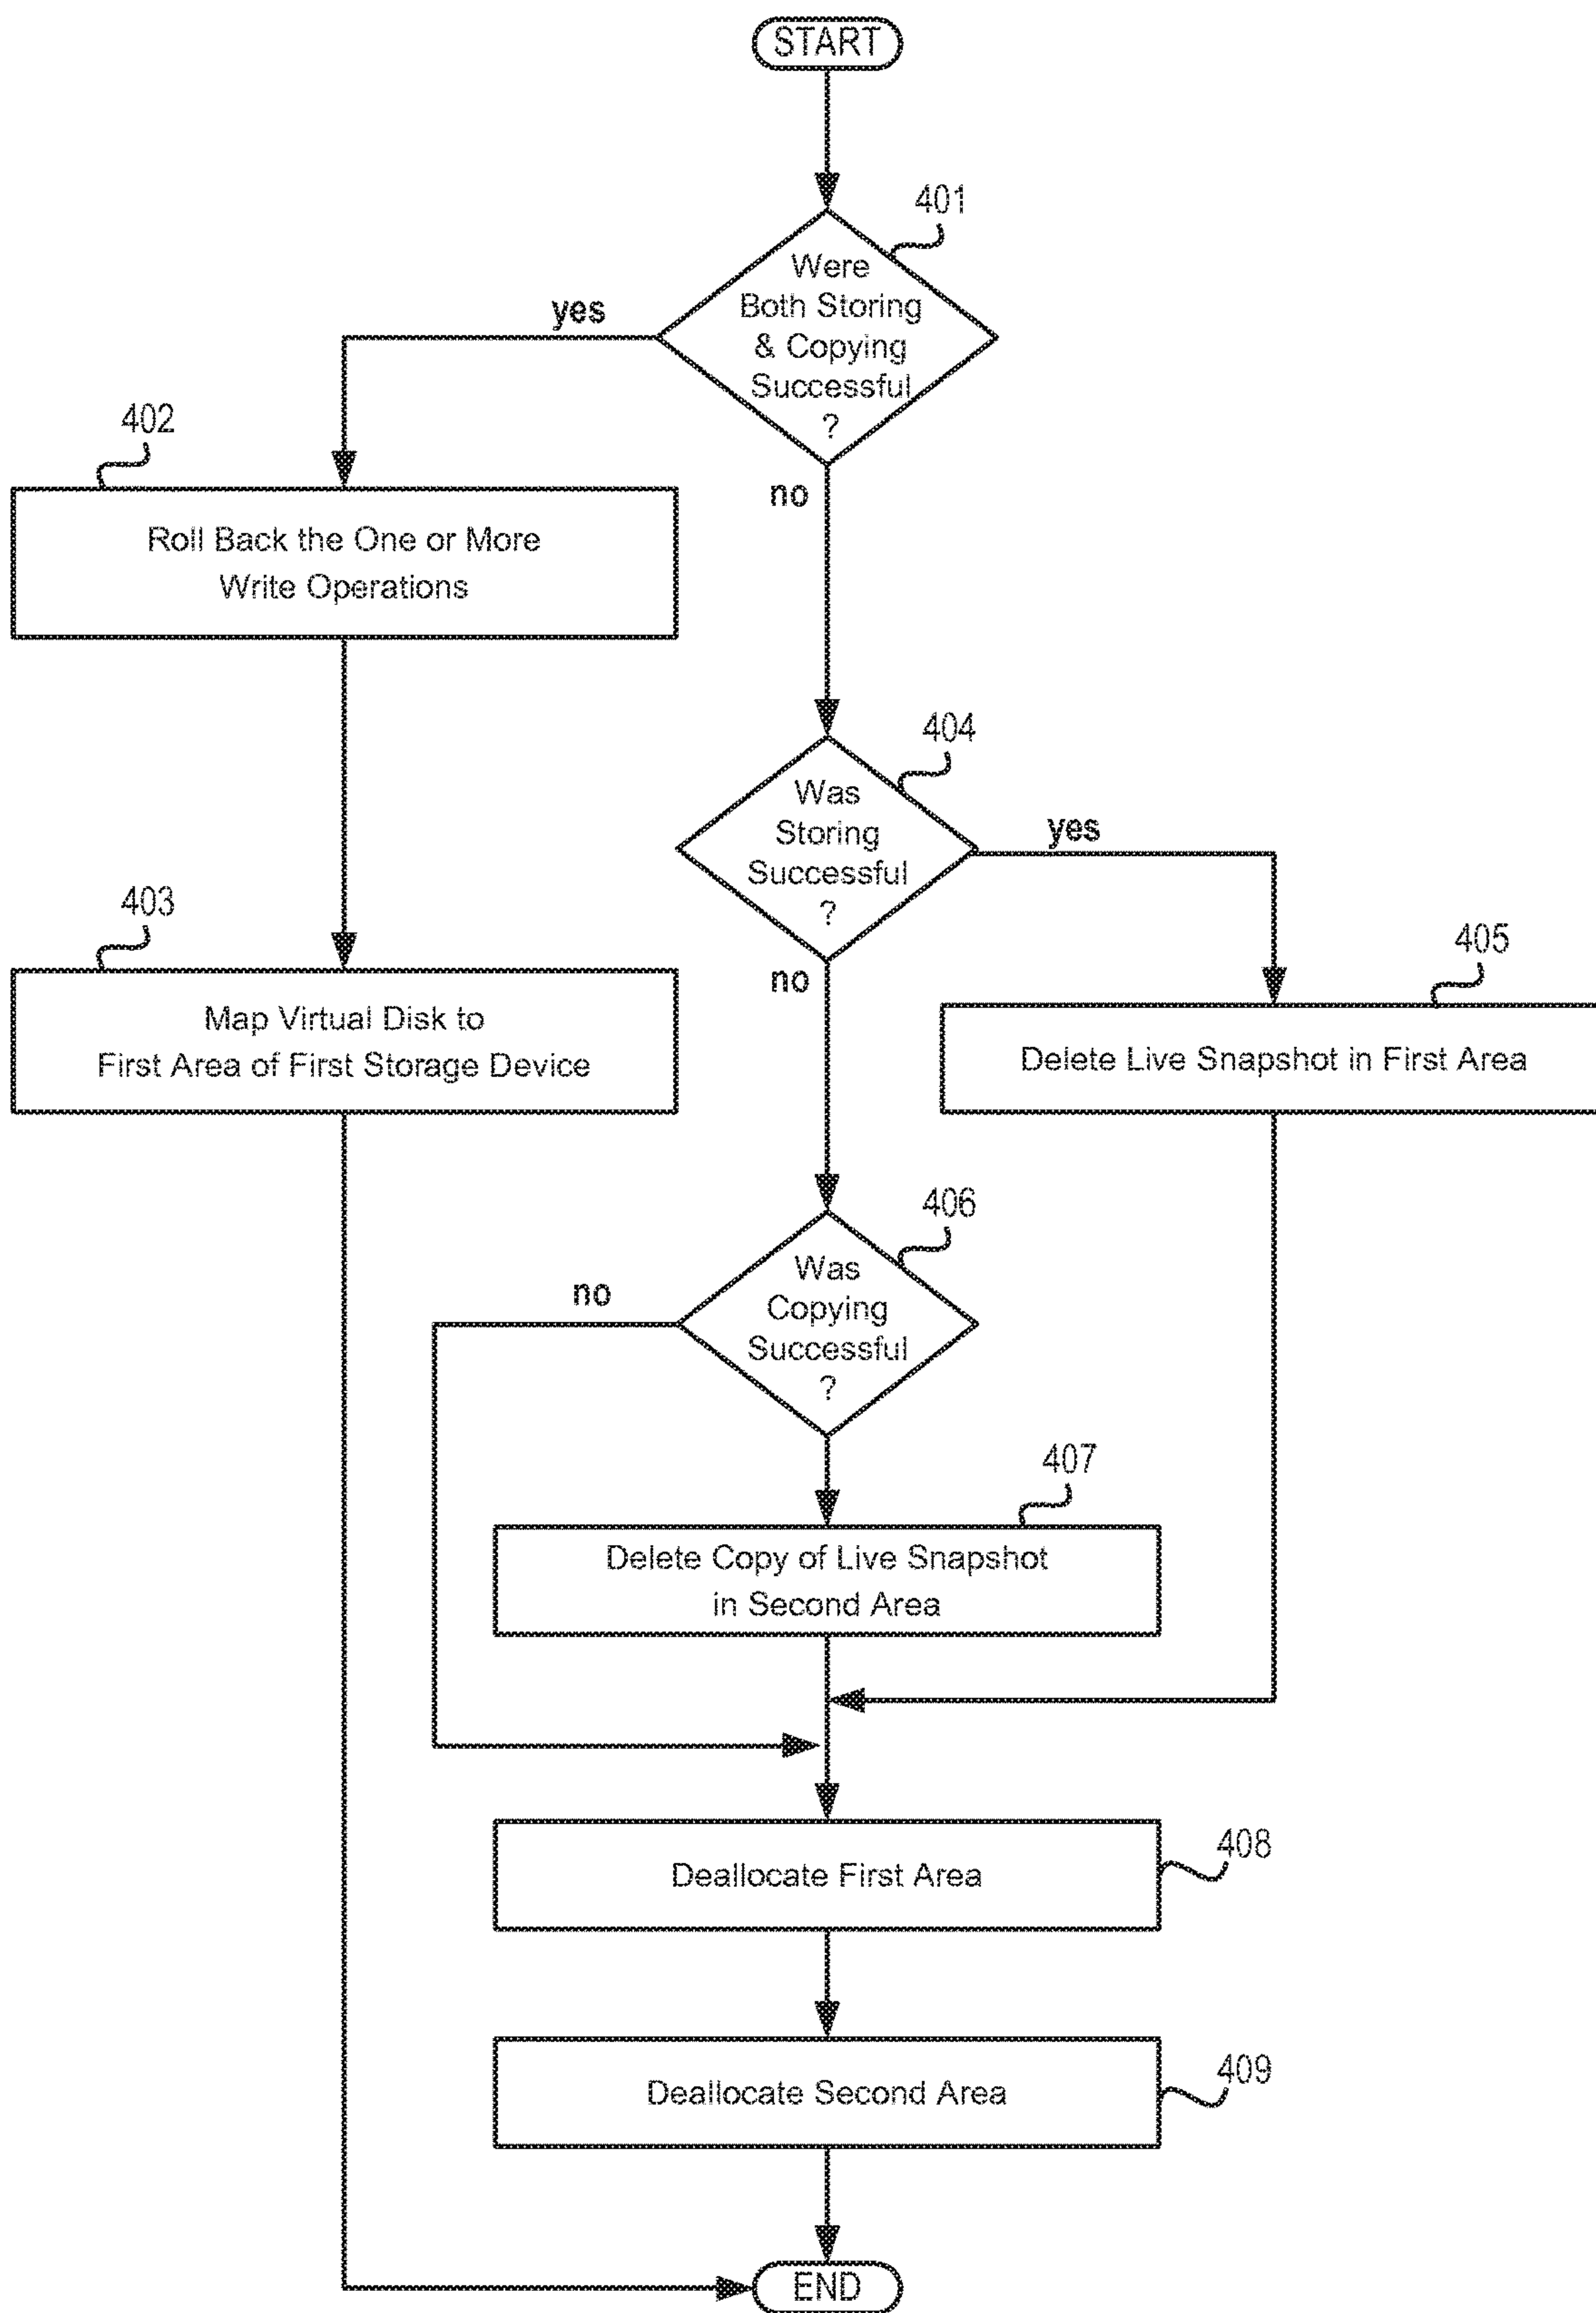 START
401
Were
Both Storing
& Copying
Successful
?
yes
no
402
Roll Back the One or More
Write Operations
404
Was
Storing
Successful
?
yes
no
403
Map Virtual Disk to
First Area of First Storage Device
405
Delete Live Snapshot in First Area
406
Was
Copying
Successful
?
no
407
Delete Copy of Live Snapshot
in Second Area
408
Deallocate First Area
409
Deallocate Second Area
END